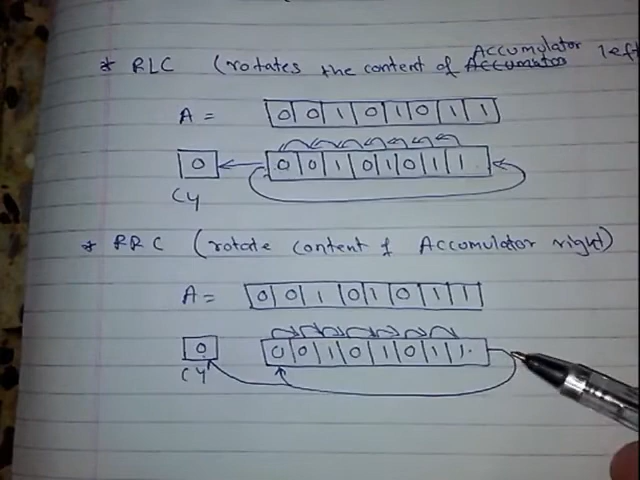 * RLC (rotates the content of Accumulator left
A = 0 0 1 0 1 0 1 1
0 0 0 1 0 1 0 1 1
CY
* RRC (rotate content of Accumulator right)
A = 0 0 1 0 1 0 1 1
0 0 0 1 0 1 0 1 1
CY